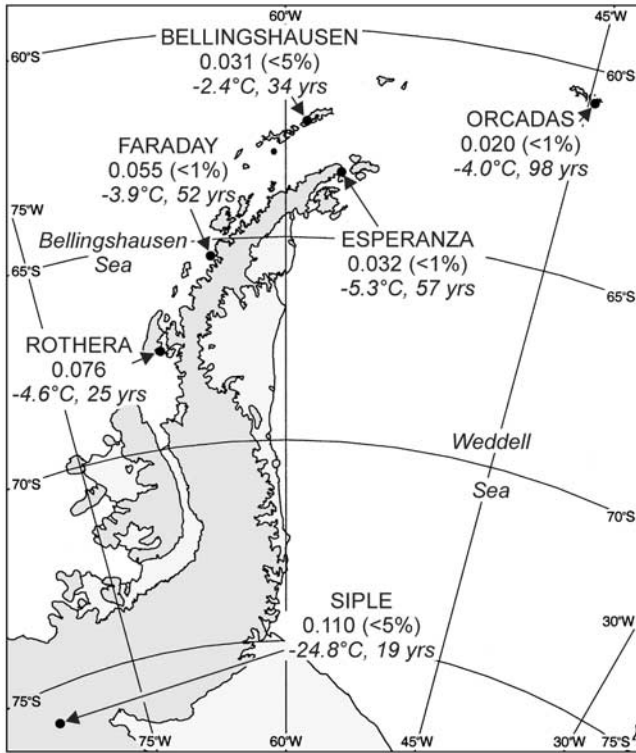 60°W
45°W
60°S
60°S
BELLINGSHAUSEN
0.031 (<5%)
-2.4°C, 34 yrs
ORCADAS
0.020 (<1%)
-4.0°C, 98 yrs
FARADAY
0.055 (<1%)
-3.9°C, 52 yrs
75°W
Bellingshausen
Sea
65°S
ESPERANZA
0.032 (<1%)
-5.3°C, 57 yrs
65°S
ROTHERA
0.076
-4.6°C, 25 yrs
Weddell
Sea
70°S
70°S
SIPLE
0.110 (<5%)
-24.8°C, 19 yrs
30°W
75°S
75°W
60°W
45°W
30°W
75°S